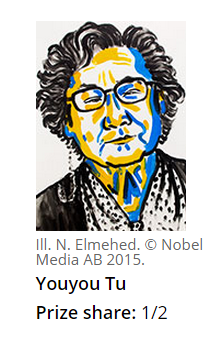 Ill. N. Elmehed. © Nobel
Media AB 2015.
Youyou Tu
Prize share: 1/2